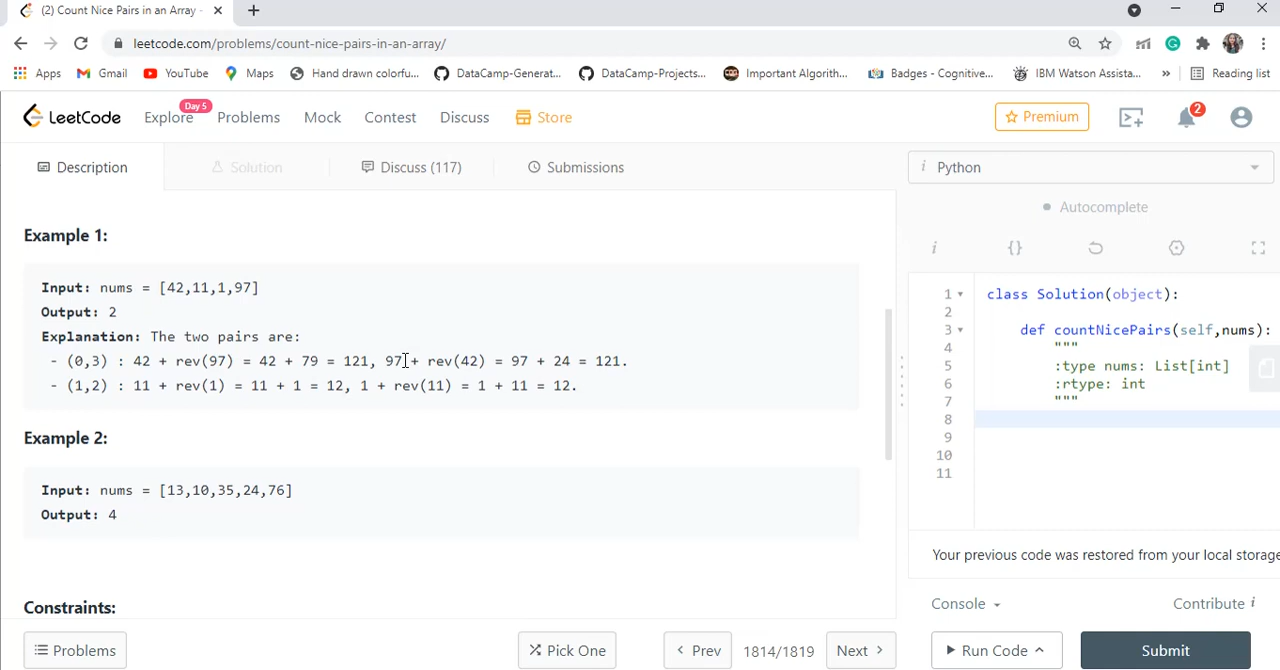 (2) Count Nice Pairs in an Array -
leetcode.com/problems/count-nice-pairs-in-an-array/
Apps Gmail YouTube Maps Hand drawn colorfu... DataCamp-Generat... DataCamp-Projects... Important Algorith... Badges - Cognitive... IBM Watson Assista... » Reading list
LeetCode Explore Day 5 Problems Mock Contest Discuss Store Premium 2
Description Solution Discuss (117) Submissions i Python
Autocomplete
Example 1:
Input: nums = [42,11,1,97]
Output: 2
Explanation: The two pairs are:
- (0,3) : 42 + rev(97) = 42 + 79 = 121, 97 + rev(42) = 97 + 24 = 121.
- (1,2) : 11 + rev(1) = 11 + 1 = 12, 1 + rev(11) = 1 + 11 = 12.
Example 2:
Input: nums = [13,10,35,24,76]
Output: 4
Constraints:
i {}
1 class Solution(object):
2
3 def countNicePairs(self,nums):
4 """
5 :type nums: List[int]
6 :rtype: int
7 """
8
9
10
11
Your previous code was restored from your local storage
Console Contribute i
Problems Pick One < Prev 1814/1819 Next > Run Code Submit